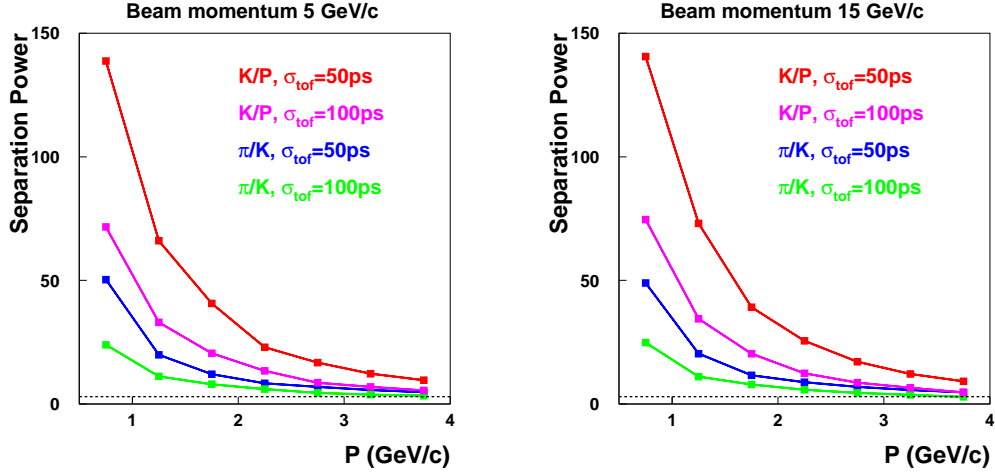 Beam momentum 5 GeV/c
Separation Power
150
100
50
0
K/P, σtof=50ps
K/P, σtof=100ps
π/K, σtof=50ps
π/K, σtof=100ps
1 2 3 4
P (GeV/c)
Beam momentum 15 GeV/c
Separation Power
150
100
50
0
K/P, σtof=50ps
K/P, σtof=100ps
π/K, σtof=50ps
π/K, σtof=100ps
1 2 3 4
P (GeV/c)